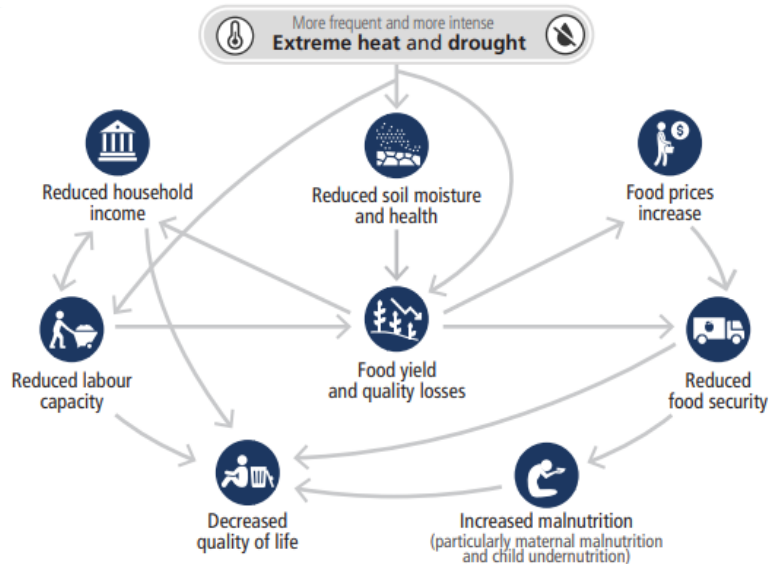 More frequent and more intense
Extreme heat and drought
Reduced household
income
Reduced soil moisture
and health
$
Food prices
increase
Reduced labour
capacity
Food yield
and quality losses
Reduced
food security
Decreased
quality of life
Increased malnutrition
(particularly maternal malnutrition
and child undernutrition)